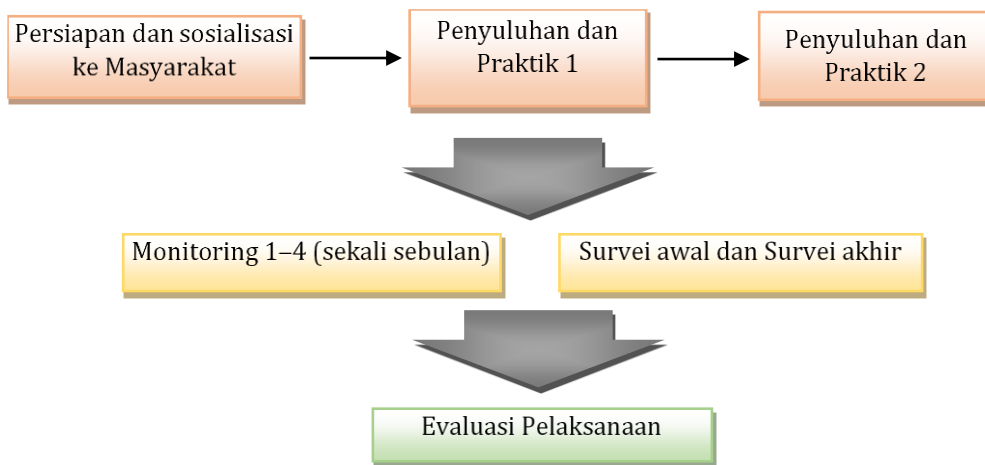 Persiapan dan sosialisasi
ke Masyarakat
Penyuluhan dan
Praktik 1
Penyuluhan dan
Praktik 2
Monitoring 1–4 (sekali sebulan)
Survei awal dan Survei akhir
Evaluasi Pelaksanaan